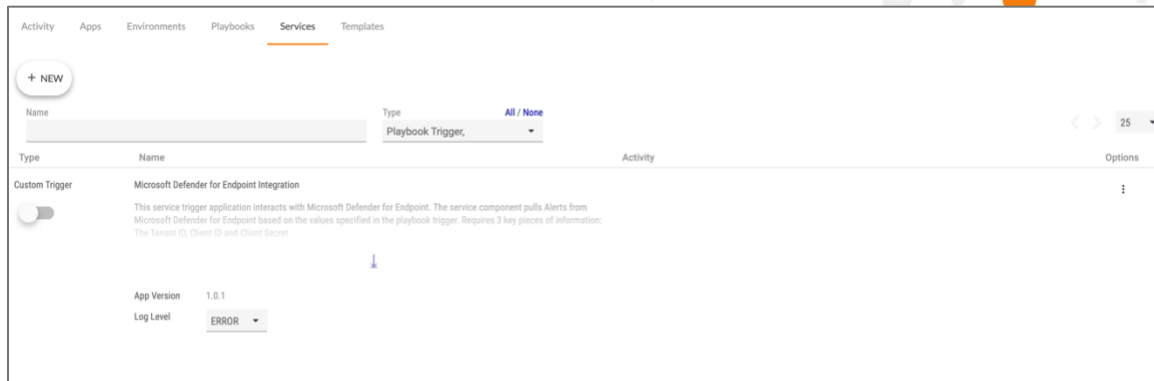 Activity Apps Environments Playbooks Services Templates
+ NEW
Name Type All / None
Playbook Trigger, 25
Type Name Activity Options
Custom Trigger Microsoft Defender for Endpoint Integration
This service trigger application interacts with Microsoft Defender for Endpoint. The service component pulls Alerts from
Microsoft Defender for Endpoint based on the values specified in the playbook trigger. Requires 3 key pieces of information:
The Tenant ID, Client ID and Client Secret
App Version 1.0.1
Log Level ERROR